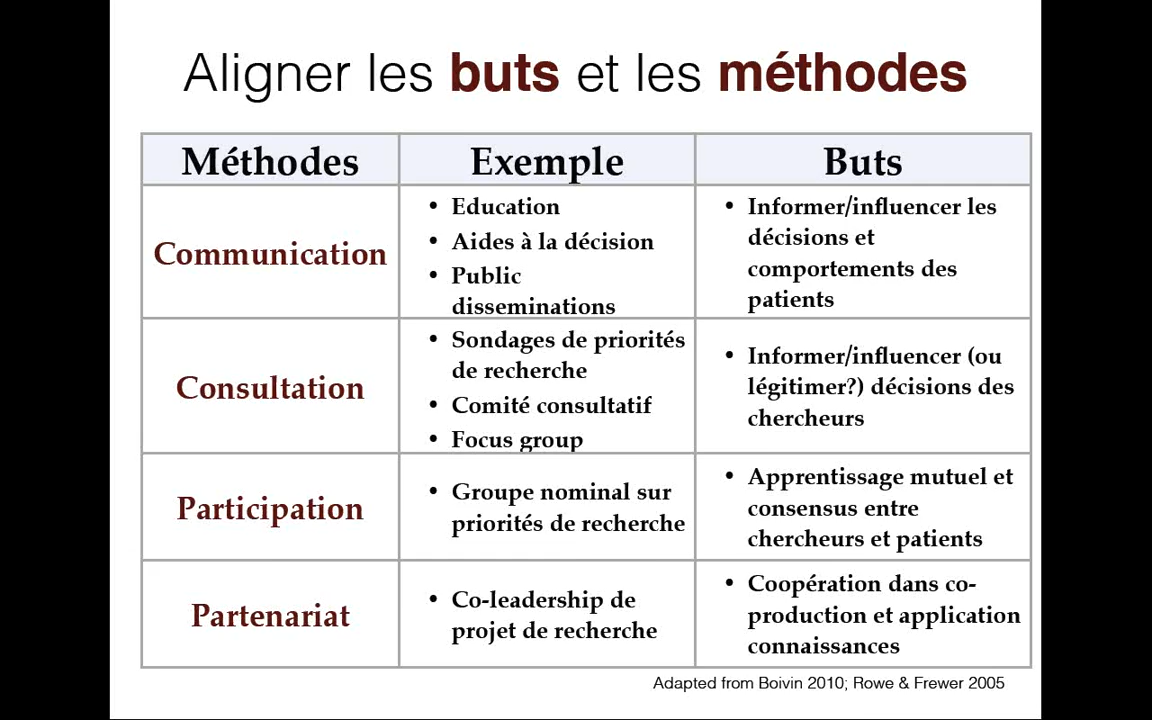 Aligner les buts et les méthodes
Méthodes
Exemple
Buts
Communication
• Education
• Aides à la décision
• Public
disseminations
• Informer/influencer les
décisions et
comportements des
patients
Consultation
• Sondages de priorités
de recherche
• Comité consultatif
• Focus group
• Informer/influencer (ou
légitimer?) décisions des
chercheurs
Participation
• Groupe nominal sur
priorités de recherche
• Apprentissage mutuel et
consensus entre
chercheurs et patients
Partenariat
• Co-leadership de
projet de recherche
• Coopération dans co-
production et application
connaissances
Adapted from Boivin 2010; Rowe & Frewer 2005